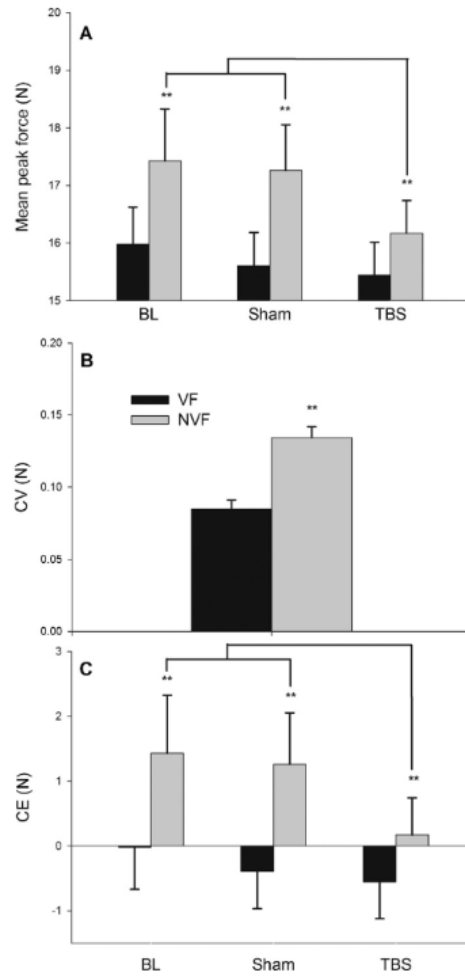 A
Mean peak force (N)
20
19
18
17
16
15
**
**
**
BL Sham TBS
B
CV (N)
0.20
0.15
0.10
0.05
0.00
VF
NVF
**
C
CE (N)
3
2
1
0
-1
**
**
**
BL Sham TBS